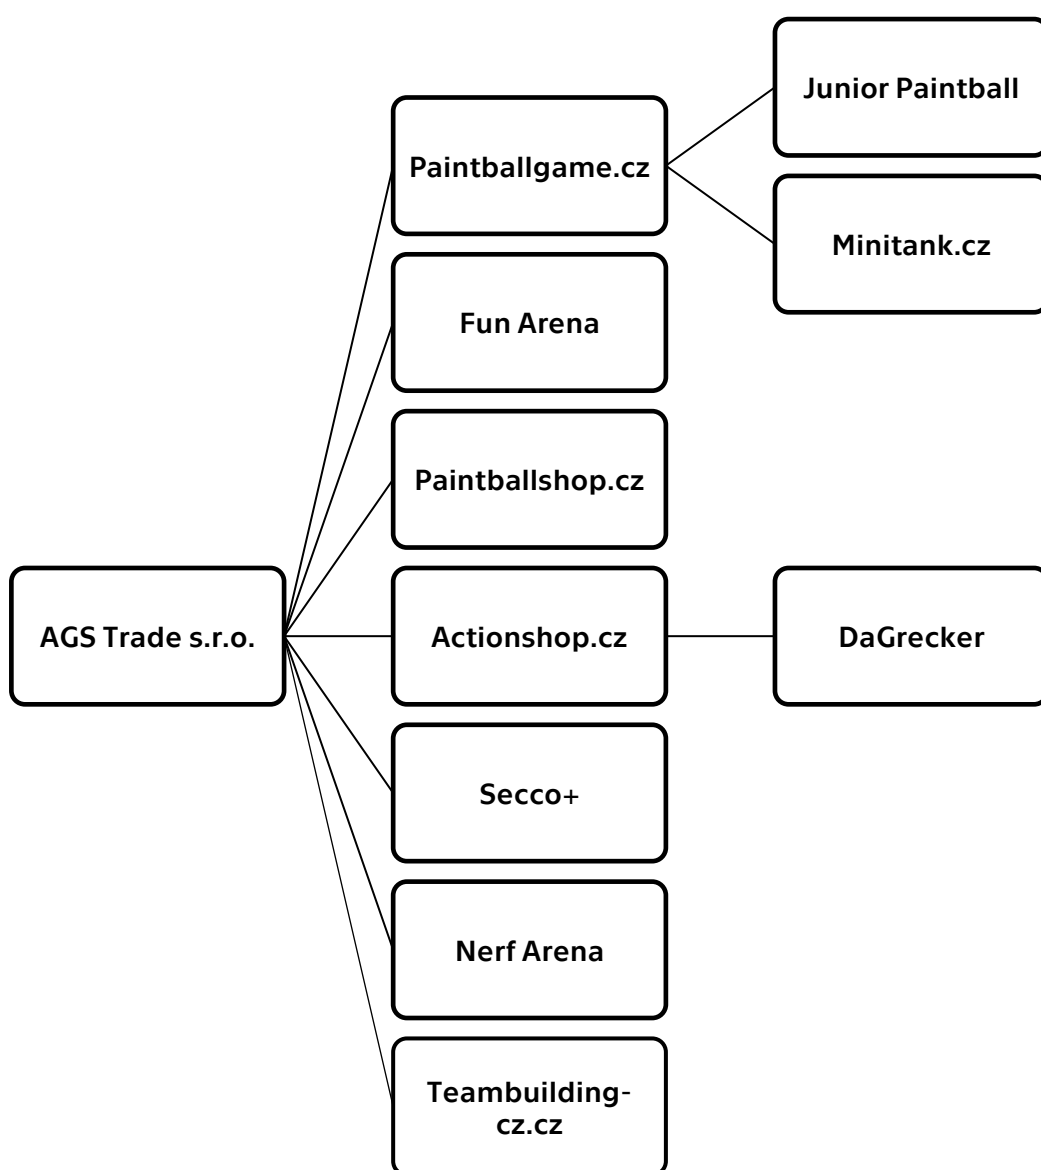 Junior Paintball
Paintballgame.cz
Minitank.cz
Fun Arena
Paintballshop.cz
AGS Trade s.r.o.
Actionshop.cz
DaGrecker
Secco+
Nerf Arena
Teambuilding-
cz.cz